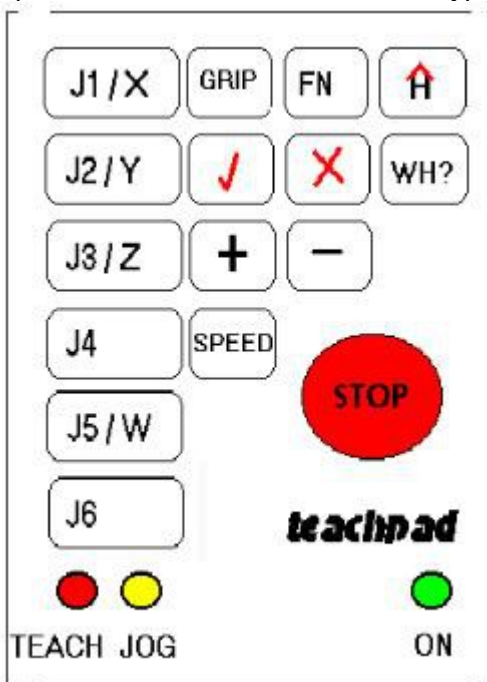 J1/X GRIP FN H
J2/Y ✓ X WH?
J3/Z + −
J4 SPEED
STOP
J5/W
J6
teachpad
TEACH JOG ON